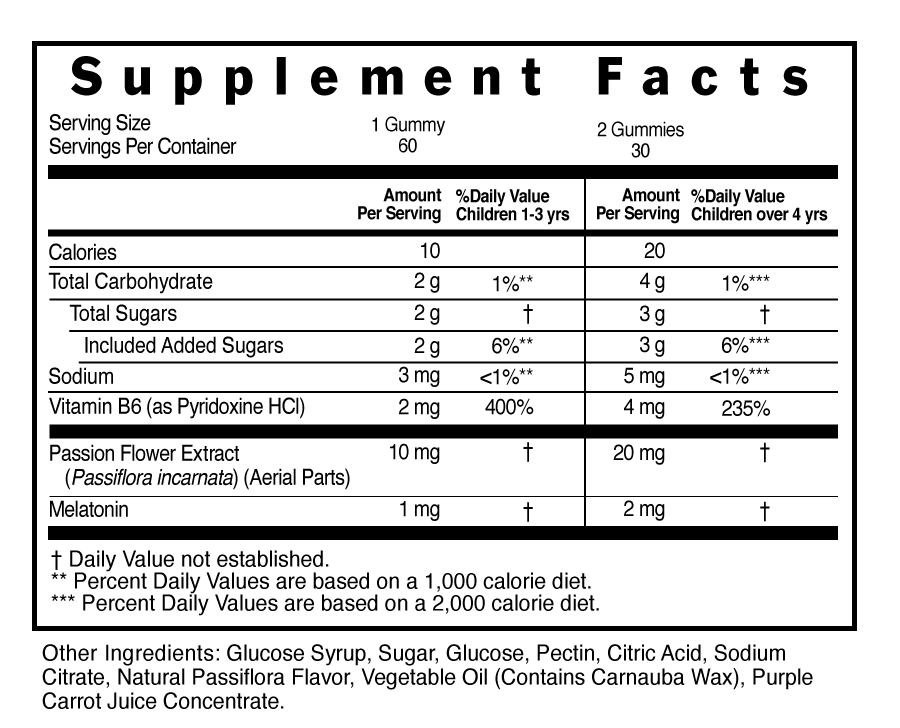 Supplement Facts
Serving Size 1 Gummy 2 Gummies
Servings Per Container 60 30
Amount Per Serving %Daily Value Children 1-3 yrs Amount Per Serving %Daily Value Children over 4 yrs
Calories 10 20
Total Carbohydrate 2 g 1%** 4 g 1%***
Total Sugars 2 g † 3 g †
Included Added Sugars 2 g 6%** 3 g 6%***
Sodium 3 mg <1%** 5 mg <1%***
Vitamin B6 (as Pyridoxine HCl) 2 mg 400% 4 mg 235%
Passion Flower Extract 10 mg † 20 mg †
(Passiflora incarnata) (Aerial Parts)
Melatonin 1 mg † 2 mg †
† Daily Value not established.
** Percent Daily Values are based on a 1,000 calorie diet.
*** Percent Daily Values are based on a 2,000 calorie diet.
Other Ingredients: Glucose Syrup, Sugar, Glucose, Pectin, Citric Acid, Sodium
Citrate, Natural Passiflora Flavor, Vegetable Oil (Contains Carnauba Wax), Purple
Carrot Juice Concentrate.